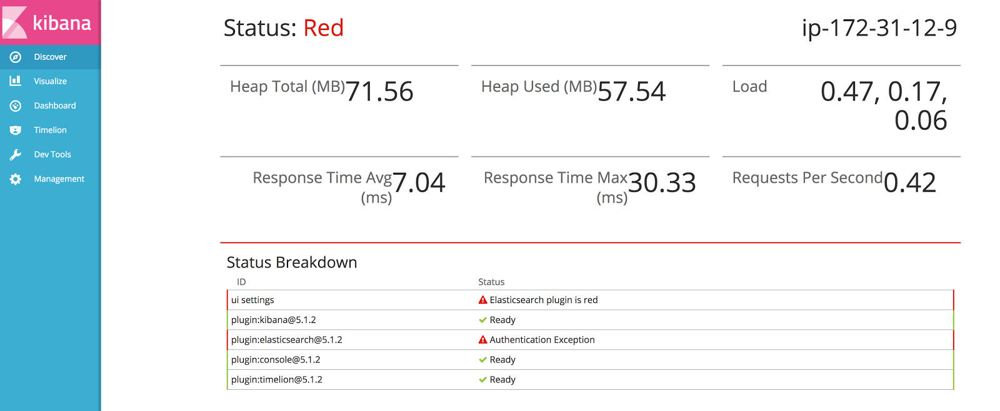 kibana
Discover
Visualize
Dashboard
Timelion
Dev Tools
Management
Status: Red
ip-172-31-12-9
Heap Total (MB) 71.56
Heap Used (MB) 57.54
Load 0.47, 0.17,
0.06
Response Time Avg 7.04
(ms)
Response Time Max 30.33
(ms)
Requests Per Second 0.42
Status Breakdown
ID Status
ui settings Elasticsearch plugin is red
plugin:kibana@5.1.2 Ready
plugin:elasticsearch@5.1.2 Authentication Exception
plugin:console@5.1.2 Ready
plugin:timelion@5.1.2 Ready